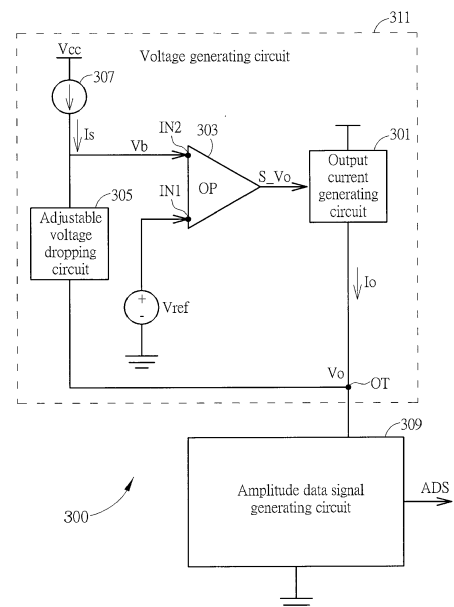 311
Vcc
Voltage generating circuit
307
Is
Vb
IN2
303
301
OP
S_Vo
Output
current
generating
circuit
305
IN1
Adjustable
voltage
dropping
circuit
+
-
Vref
Io
Vo
OT
309
Amplitude data signal
generating circuit
ADS
300